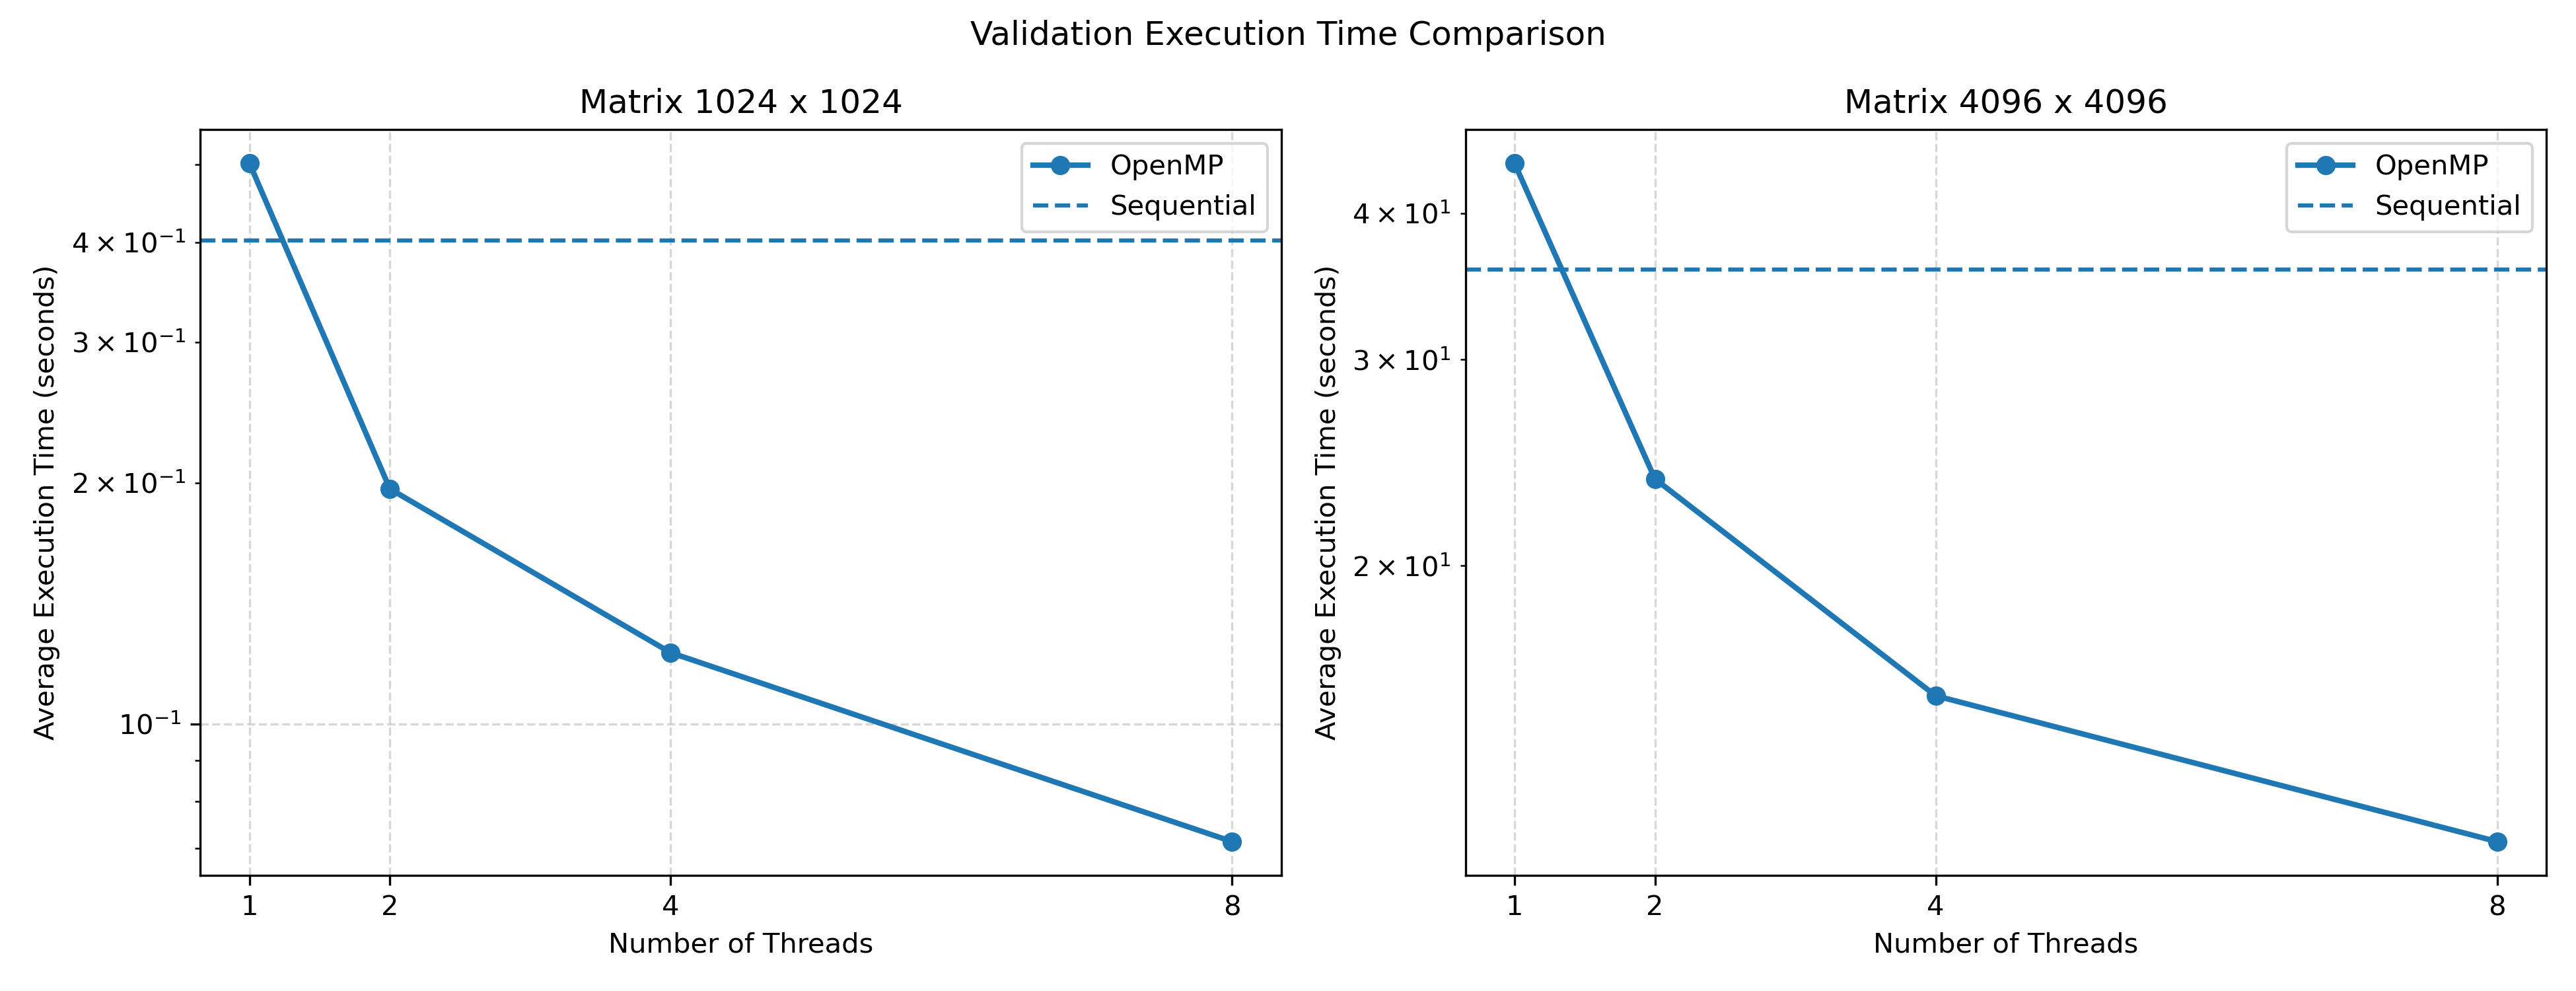 Validation Execution Time Comparison
Matrix 1024 x 1024
Average Execution Time (seconds)
4 × 10⁻¹
3 × 10⁻¹
2 × 10⁻¹
10⁻¹
OpenMP
Sequential
1 2 4 8
Number of Threads
Matrix 4096 x 4096
Average Execution Time (seconds)
4 × 10¹
3 × 10¹
2 × 10¹
OpenMP
Sequential
1 2 4 8
Number of Threads